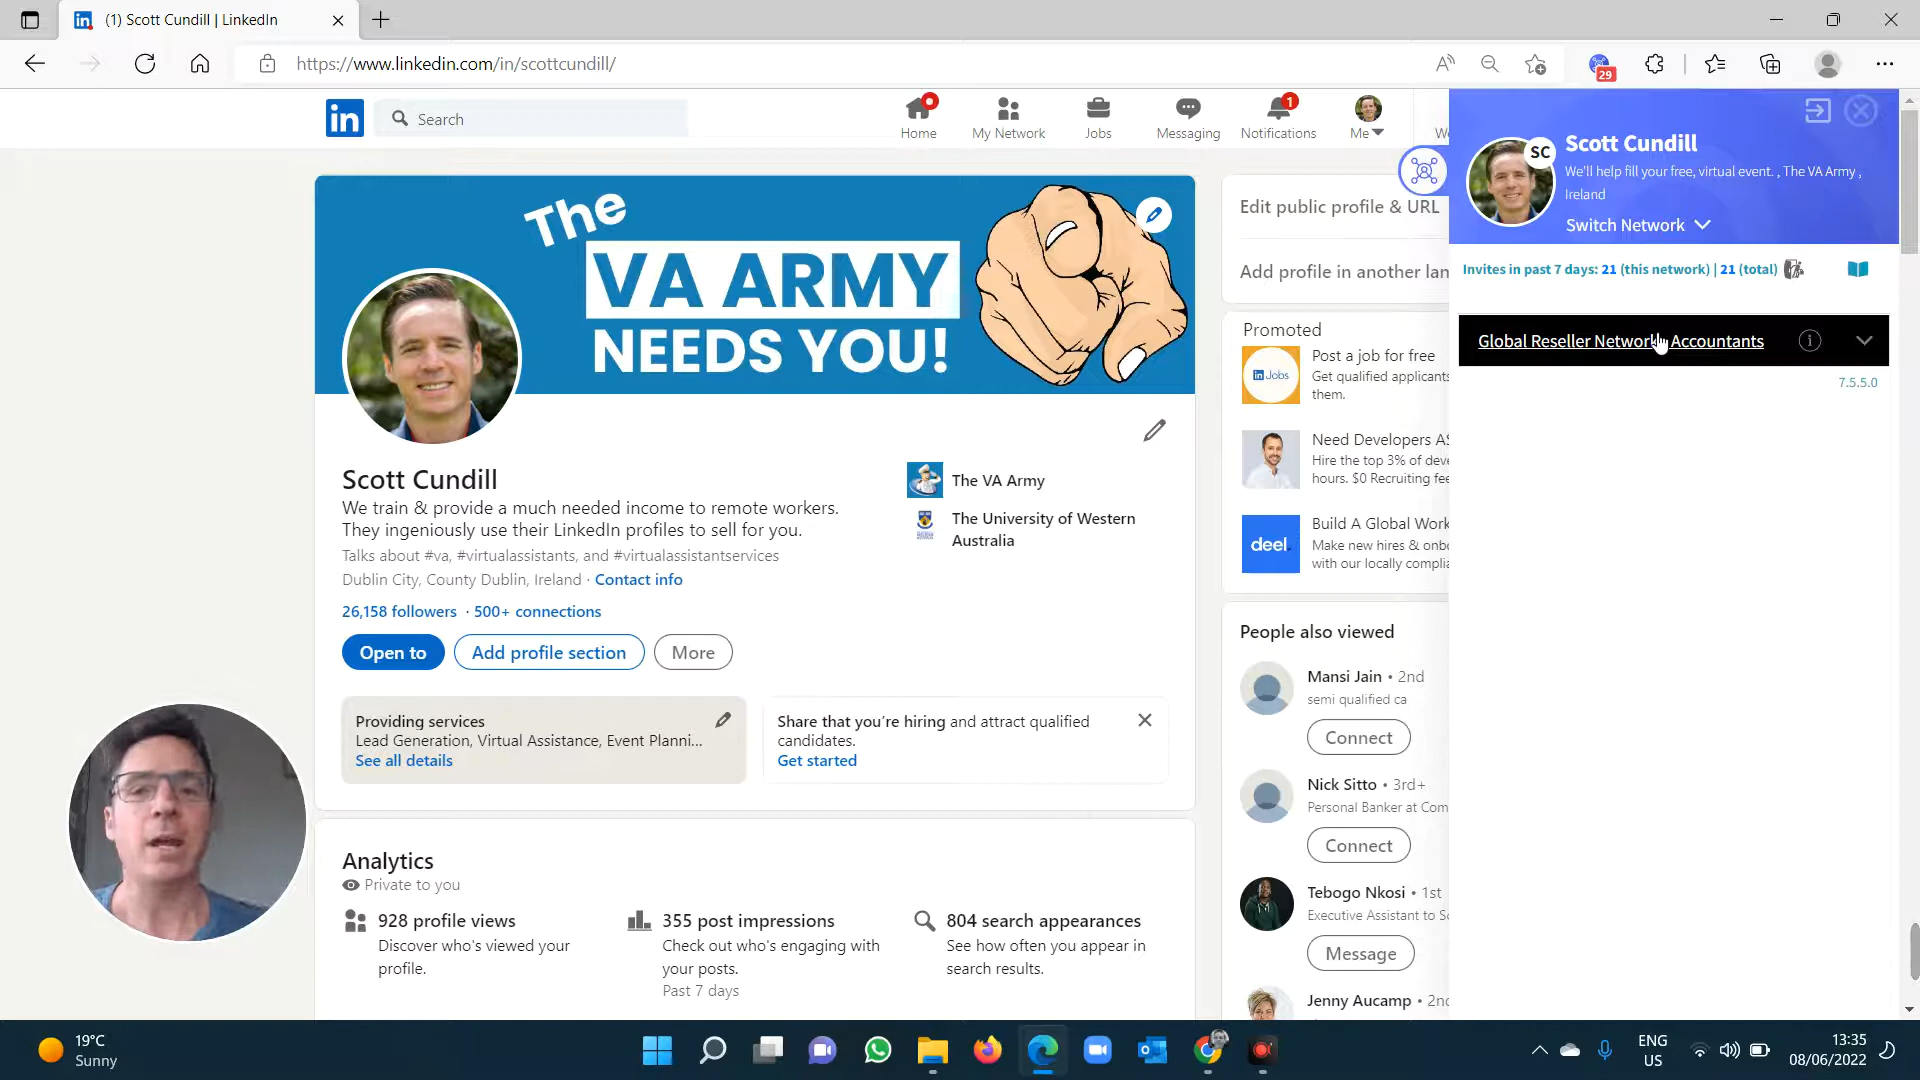 (1) Scott Cundill | LinkedIn
https://www.linkedin.com/in/scottcundill/
29
in
Search
Home
My Network
Jobs
Messaging
1
Notifications
Me
SC
Scott Cundill
We'll help fill your free, virtual event. , The VA Army ,
Ireland
Switch Network
Invites in past 7 days: 21 (this network) | 21 (total)
Global Reseller Network Accountants
7.5.5.0
The
VA ARMY
NEEDS YOU!
Scott Cundill
We train & provide a much needed income to remote workers.
They ingeniously use their LinkedIn profiles to sell for you.
Talks about #va, #virtualassistants, and #virtualassistantservices
Dublin City, County Dublin, Ireland · Contact info
26,158 followers · 500+ connections
Open to
Add profile section
More
The VA Army
The University of Western
Australia
Providing services
Lead Generation, Virtual Assistance, Event Planni...
See all details
Share that you're hiring and attract qualified
candidates.
Get started
Analytics
Private to you
928 profile views
Discover who's viewed your
profile.
355 post impressions
Check out who's engaging with
your posts.
Past 7 days
804 search appearances
See how often you appear in
search results.
Edit public profile & URL
Add profile in another lan
Promoted
in Jobs
Post a job for free
Get qualified applicants
them.
Need Developers AS
Hire the top 3% of deve
hours. $0 Recruiting fee
deel.
Build A Global Work
Make new hires & onb
with our locally complia
People also viewed
Mansi Jain • 2nd
semi qualified ca
Connect
Nick Sitto • 3rd+
Personal Banker at Com
Connect
Tebogo Nkosi • 1st
Executive Assistant to Sc
Message
Jenny Aucamp • 2nd
19°C
Sunny
ENG
US
13:35
08/06/2022